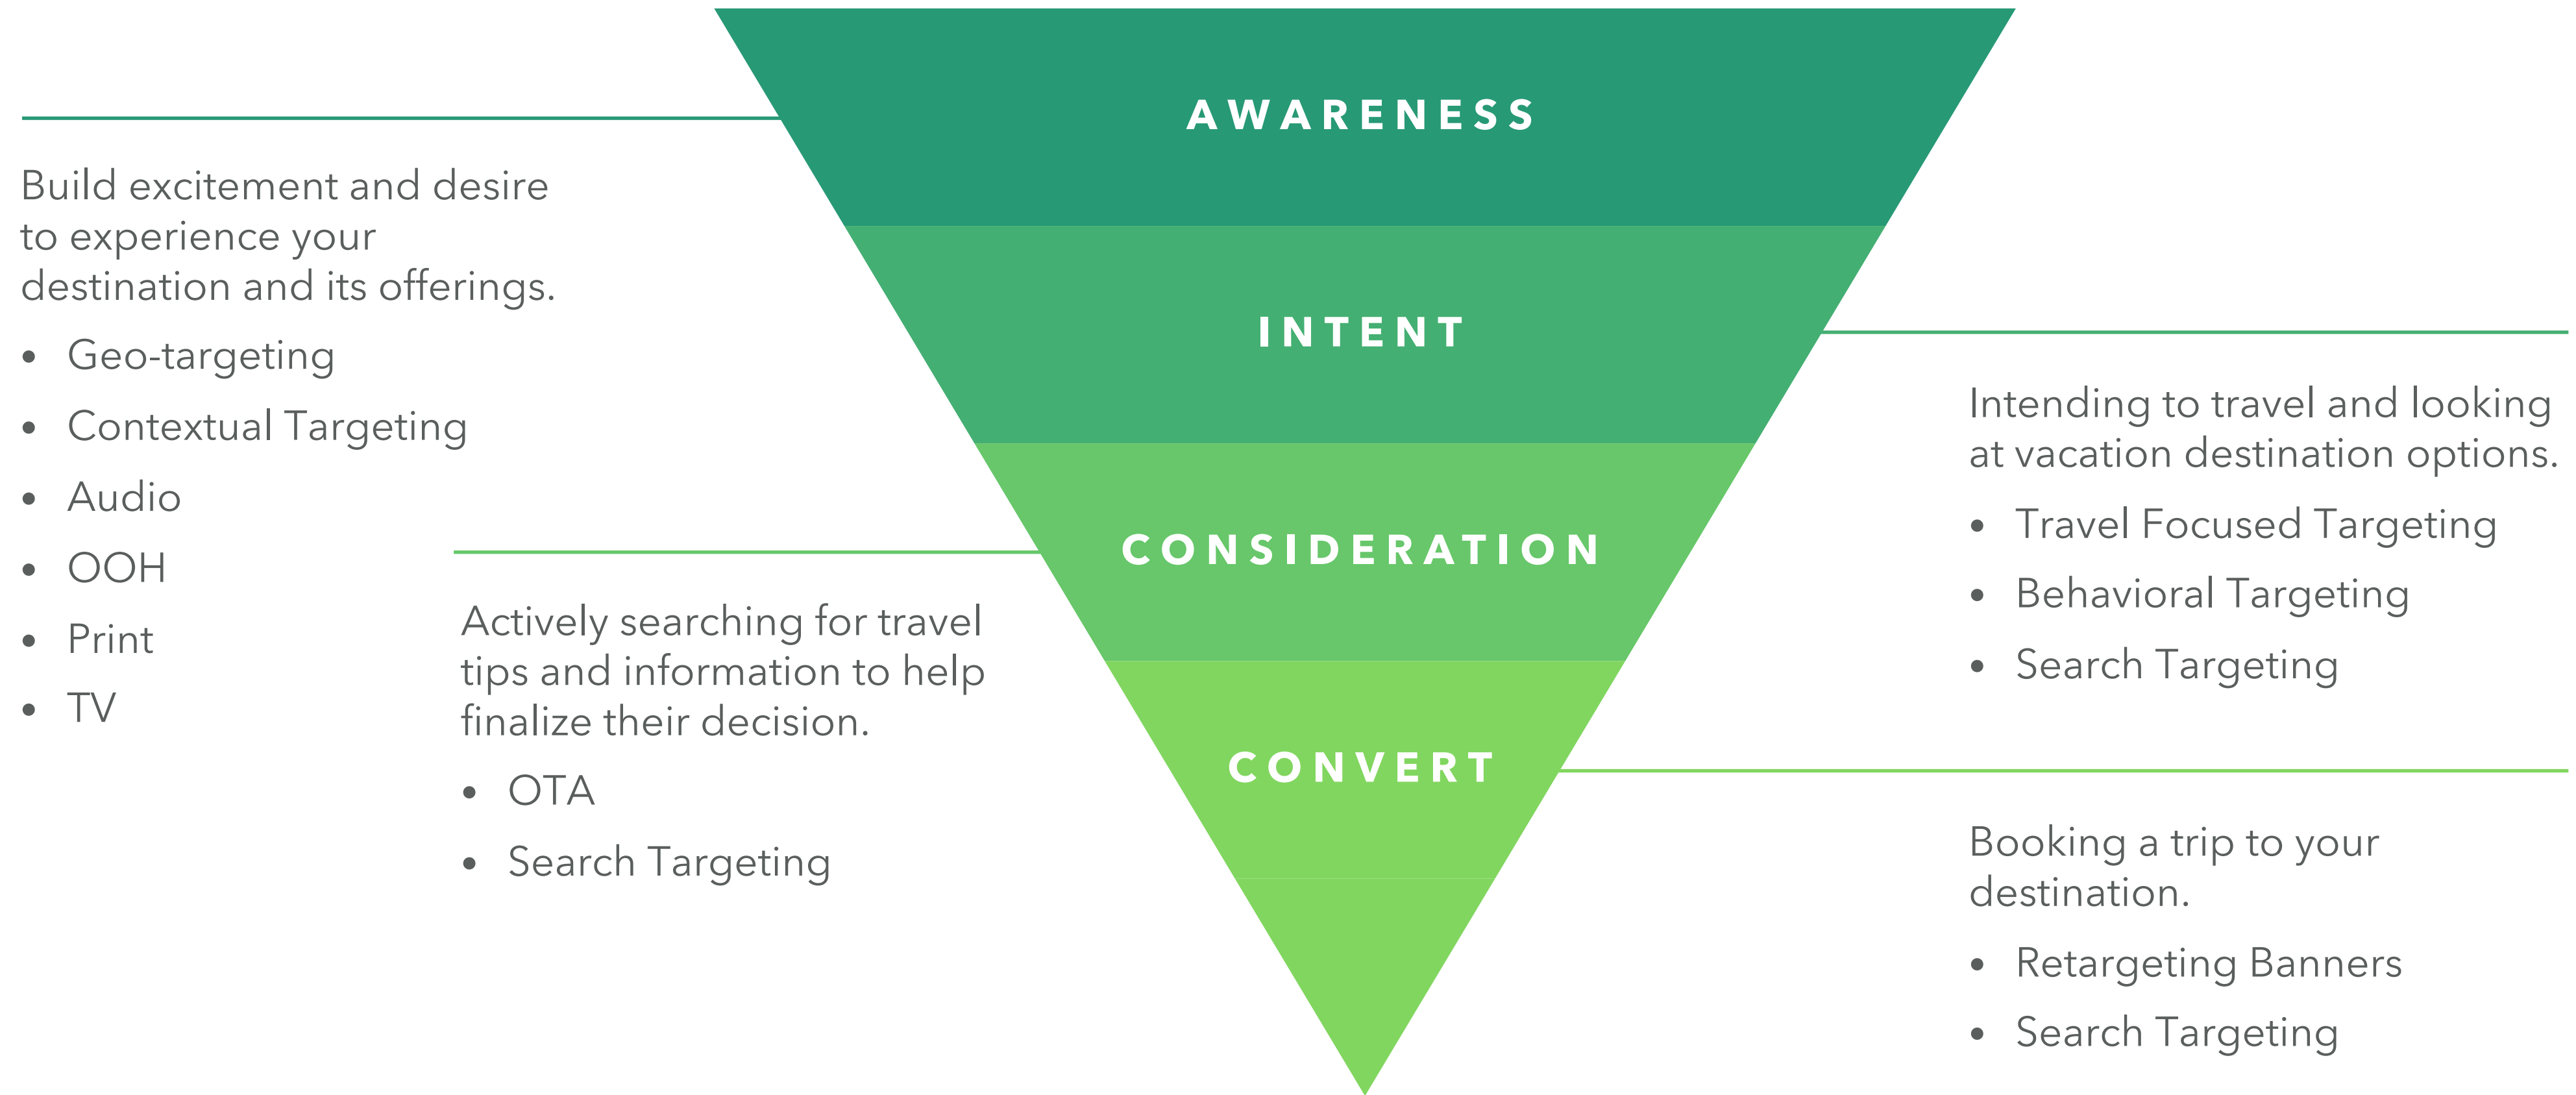 AWARENESS
Build excitement and desire
to experience your
destination and its offerings.
• Geo-targeting
• Contextual Targeting
• Audio
• OOH
• Print
• TV
INTENT
Intending to travel and looking
at vacation destination options.
• Travel Focused Targeting
• Behavioral Targeting
• Search Targeting
CONSIDERATION
Actively searching for travel
tips and information to help
finalize their decision.
• OTA
• Search Targeting
CONVERT
Booking a trip to your
destination.
• Retargeting Banners
• Search Targeting